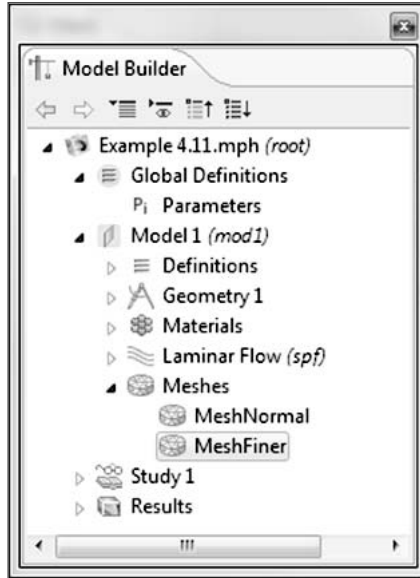 Model Builder
Example 4.11.mph (root)
Global Definitions
Pi Parameters
Model 1 (mod1)
Definitions
Geometry 1
Materials
Laminar Flow (spf)
Meshes
MeshNormal
MeshFiner
Study 1
Results